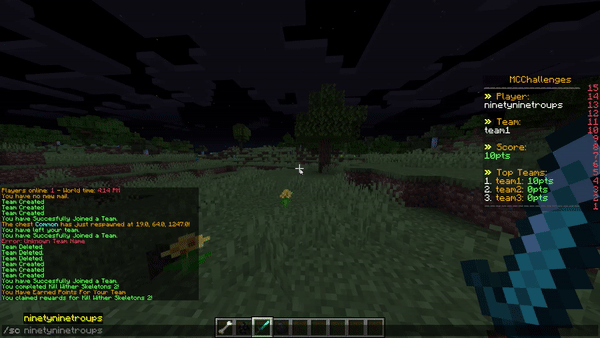 MCChallenges
15
» Player: 14
ninetyninetroups 13
12
» Team: 11
team1 10
9
» Score: 8
10pts 7
6
» Top Teams: 5
1. team1: 10pts 4
2. team2: 0pts 3
3. team3: 0pts 2
1
Players online: 1 - World time: 4:14 PM
You have no new mail.
Team Created
Team Created
Team Created
You have Succesfully Joined a Team.
The chest Common has just respawned at 19.0, 64.0, 1247.0!
You have left your team.
You have Succesfully Joined a Team.
Error: Unknown Team Name
Team Deleted.
Team Deleted.
Team Deleted.
Team Created
Team Created
Team Created
You have Succesfully Joined a Team.
You completed Kill Wither Skeletons 2!
You Have Earned Points For Your Team
You claimed rewards for Kill Wither Skeletons 2!
ninetyninetroups
/sc ninetyninetroups